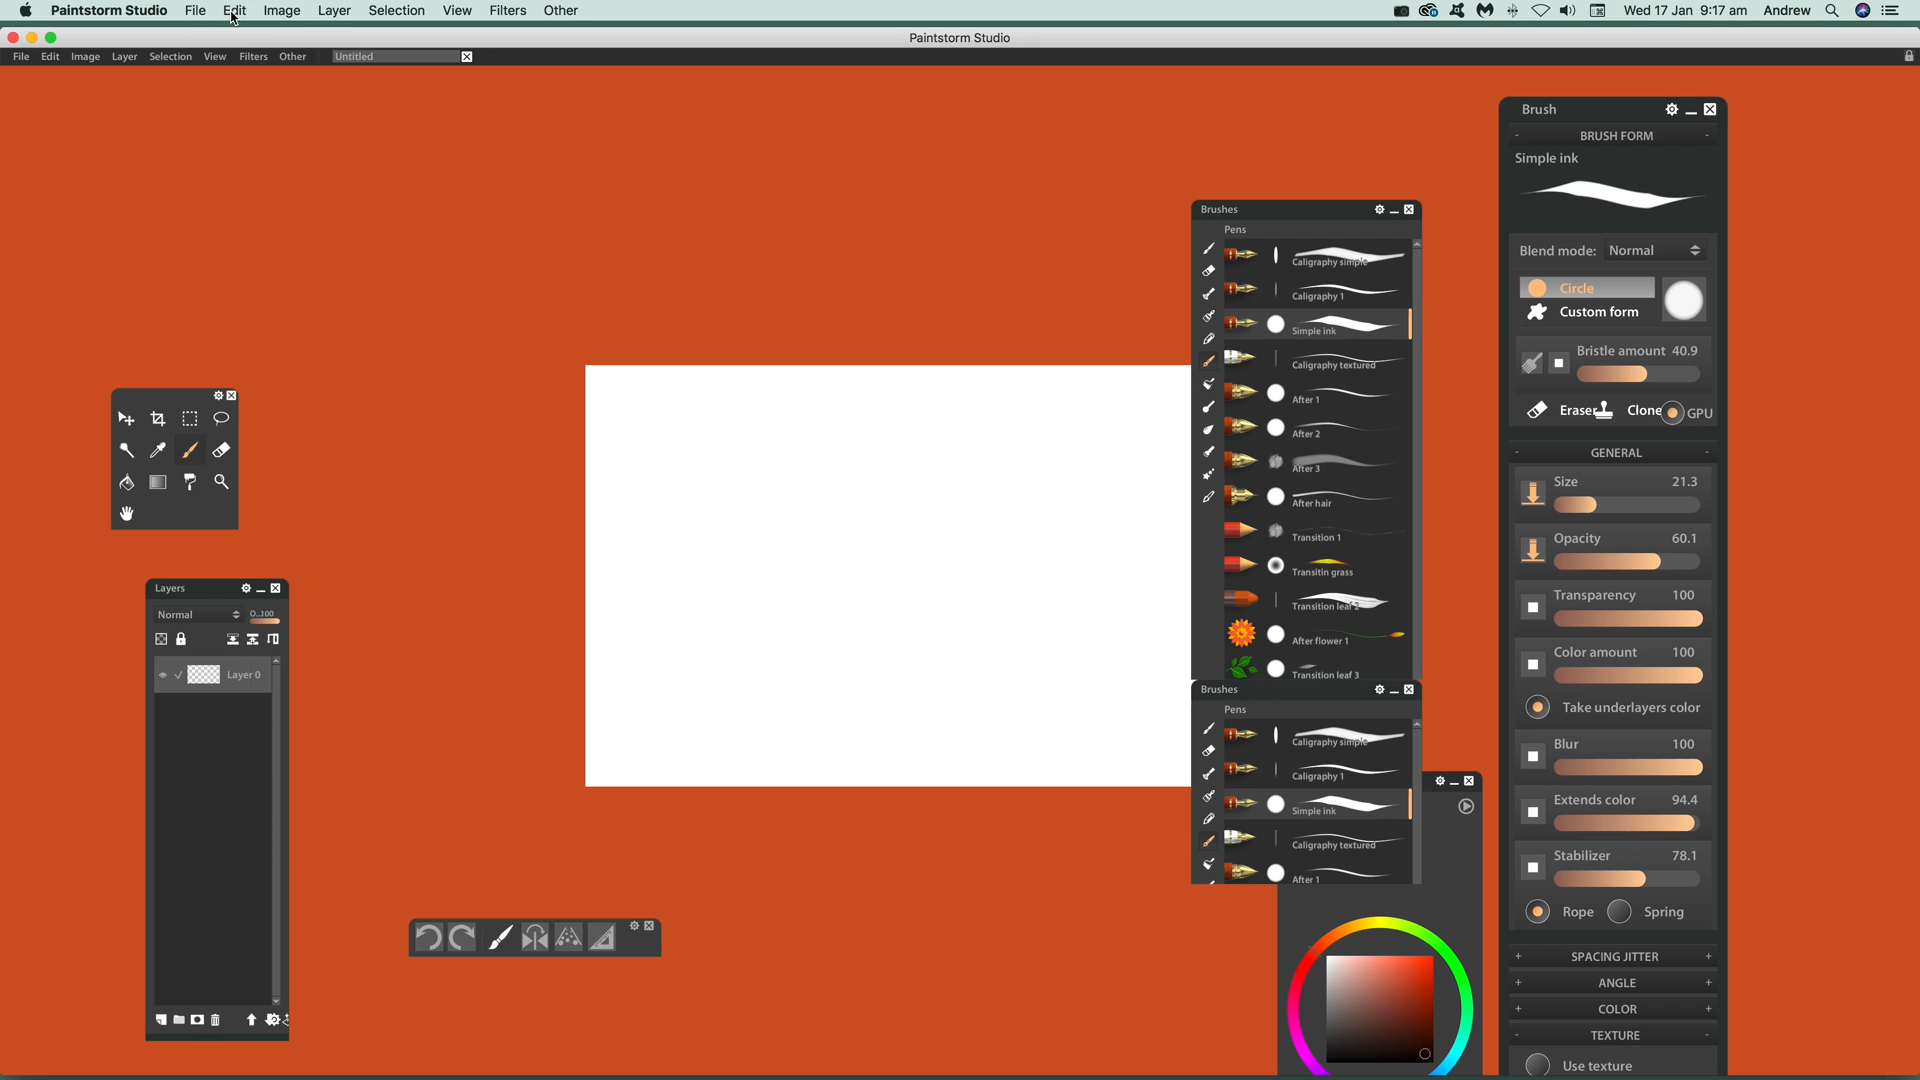 Paintstorm Studio File Edit Image Layer Selection View Filters Other Wed 17 Jan 9:17 am Andrew
Paintstorm Studio
File Edit Image Layer Selection View Filters Other Untitled
Brush
BRUSH FORM
Simple ink
Blend mode: Normal
Circle
Custom form
Bristle amount 40.9
Eraser Clone GPU
GENERAL
Size 21.3
Opacity 60.1
Transparency 100
Color amount 100
Take underlayers color
Blur 100
Extends color 94.4
Stabilizer 78.1
Rope Spring
SPACING JITTER
ANGLE
COLOR
TEXTURE
Use texture
Brushes
Pens
Caligraphy simple
Caligraphy 1
Simple ink
Caligraphy textured
After 1
After 2
After 3
After hair
Transition 1
Transitin grass
Transition leaf 2
After flower 1
Transition leaf 3
Brushes
Pens
Caligraphy simple
Caligraphy 1
Simple ink
Caligraphy textured
After 1
Layers
Normal 0..100
Layer 0